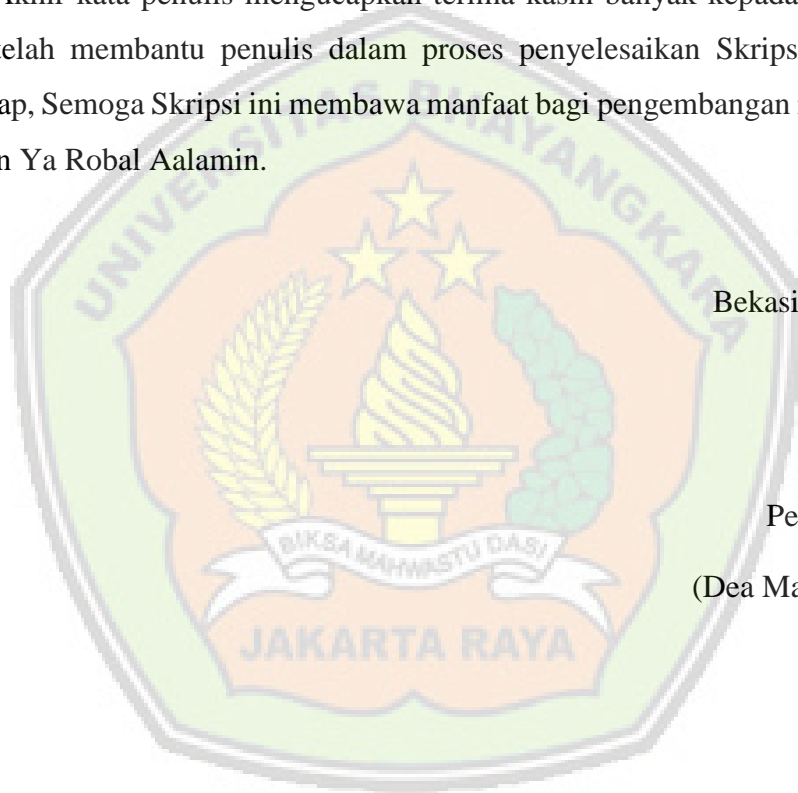 Akhir kata penulis mengucapkan terima kasih banyak kepada
telah membantu penulis dalam proses penyelesaikan Skrips
ap, Semoga Skripsi ini membawa manfaat bagi pengembangan
n Ya Robal Aalamin.
UNIVERSITAS BHAYANGKARA
Bekasi
Pe
BIKSA MAHWASTU DASI
(Dea Ma
JAKARTA RAYA